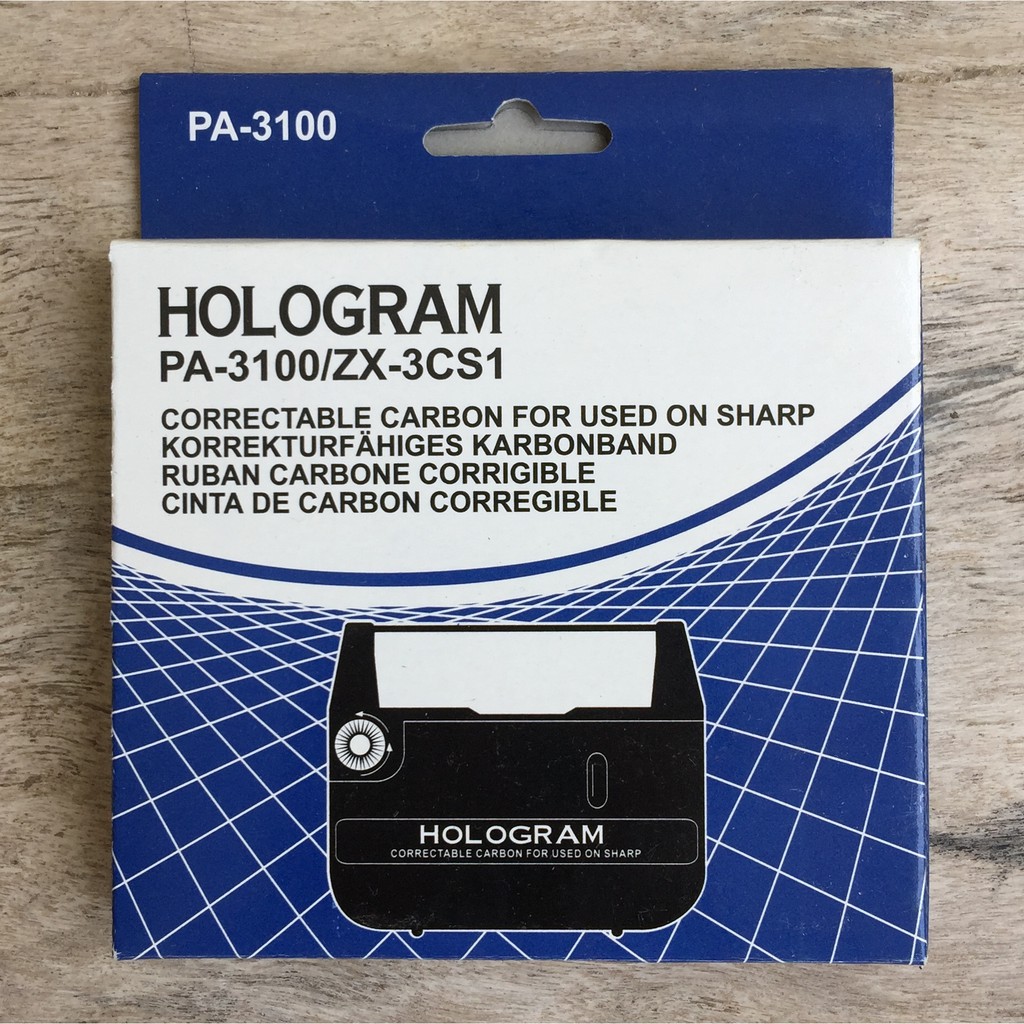 PA-3100
HOLOGRAM
PA-3100/ZX-3CS1
CORRECTABLE CARBON FOR USED ON SHARP
KORREKTURFÄHIGES KARBONBAND
RUBAN CARBONE CORRIGIBLE
CINTA DE CARBON CORREGIBLE
HOLOGRAM
CORRECTABLE CARBON FOR USED ON SHARP